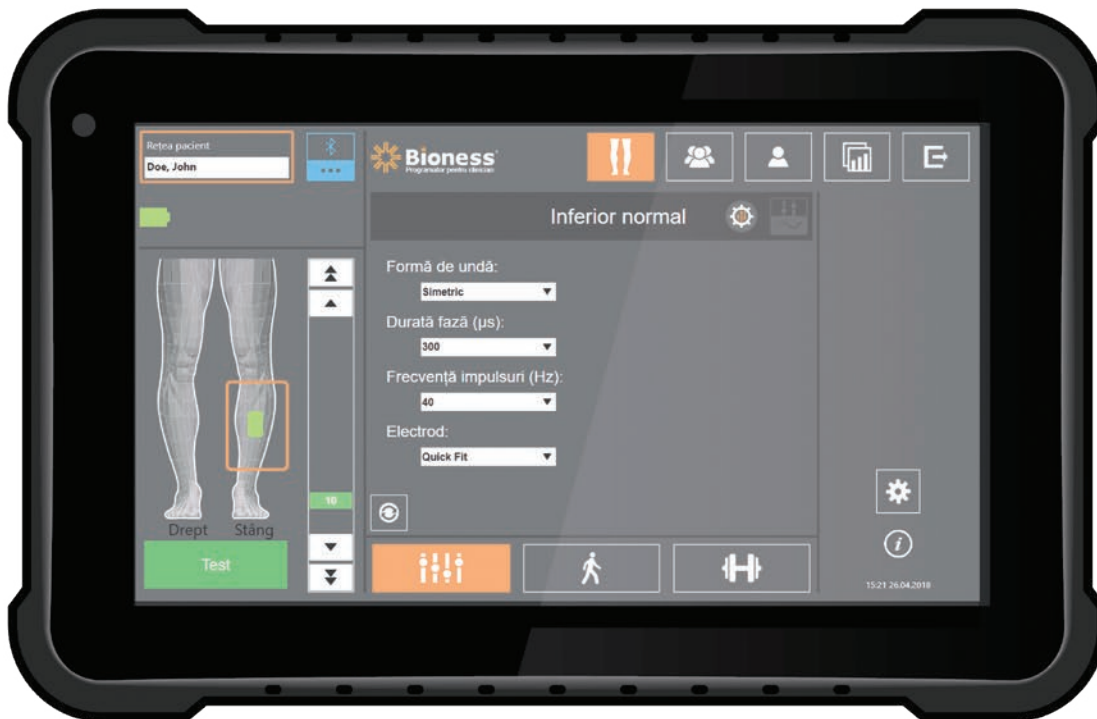 Rețea pacient
Doe, John
Bioness
Programator pentru clinician
Inferior normal
Formă de undă:
Simetric
Durată fază (µs):
300
Frecvență impulsuri (Hz):
40
Electrod:
Quick Fit
10
Drept Stâng
Test
15:21 26.04.2018